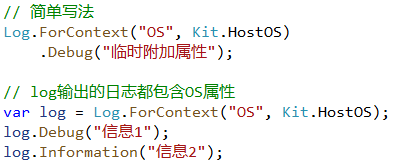 // 简单写法
Log.ForContext("OS", Kit.HostOS)
    .Debug("临时附加属性");

// log输出的日志都包含OS属性
var log = Log.ForContext("OS", Kit.HostOS);
log.Debug("信息1");
log.Information("信息2");